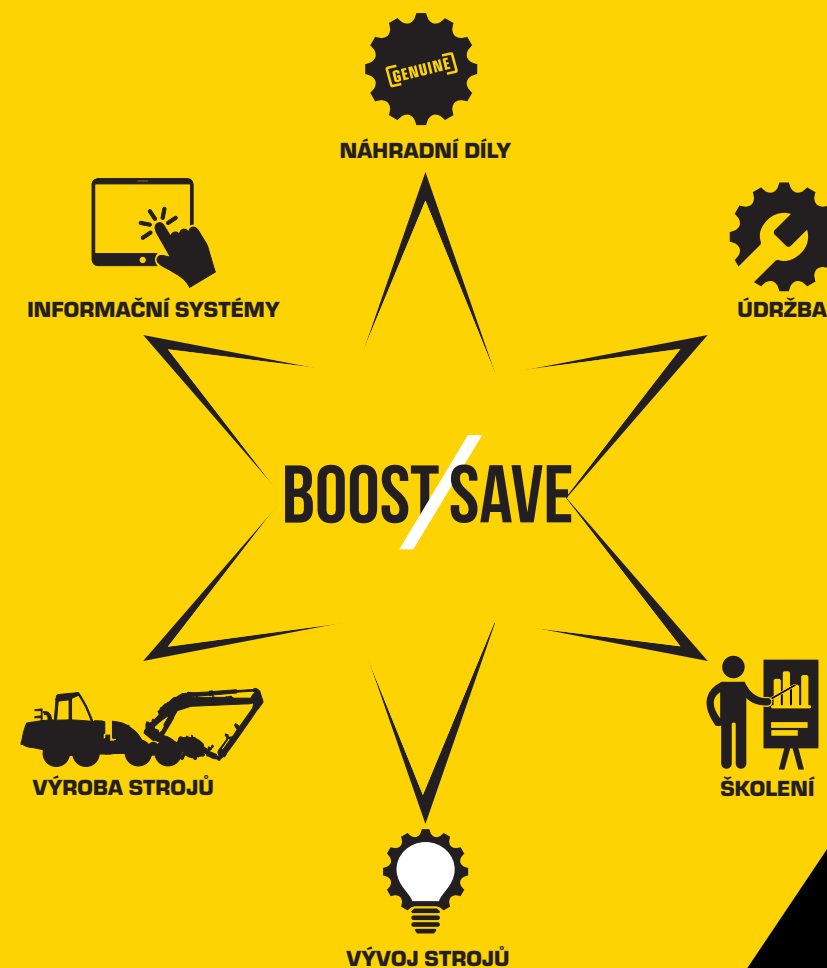 [GENUINE]
NÁHRADNÍ DÍLY
INFORMAČNÍ SYSTÉMY
ÚDRŽBA
BOOST/SAVE
VÝROBA STROJŮ
ŠKOLENÍ
VÝVOJ STROJŮ